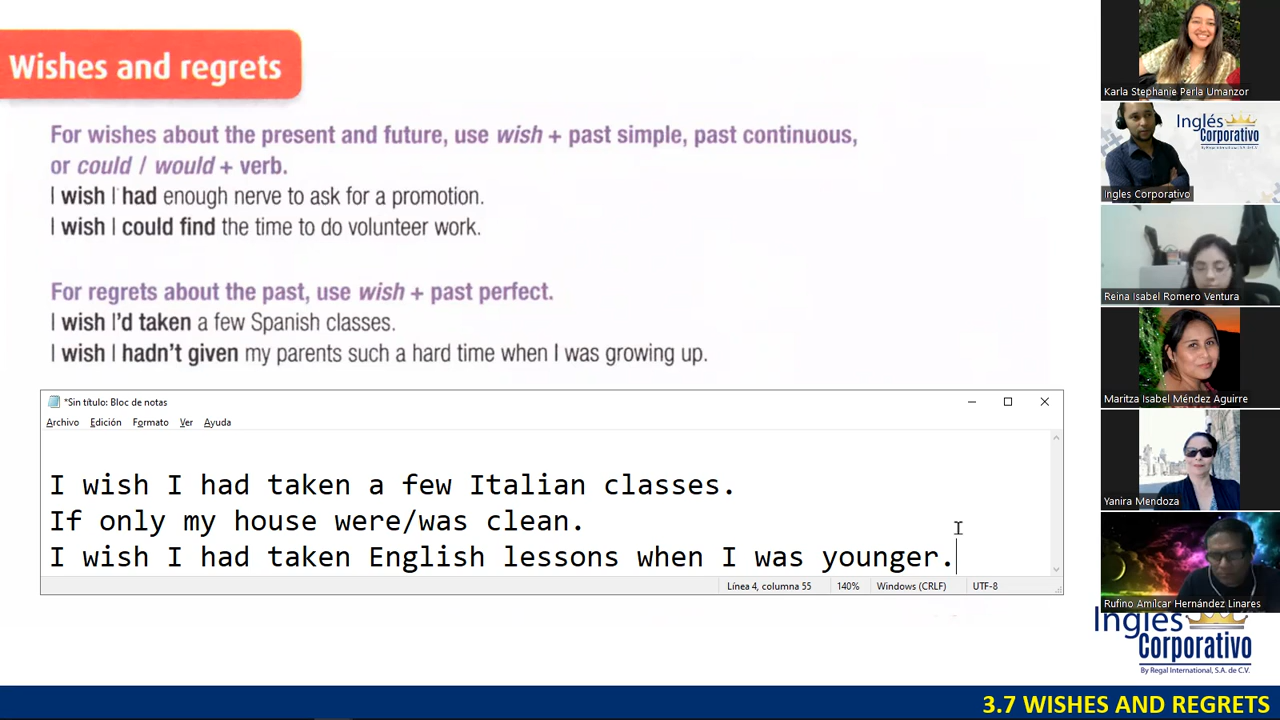 Wishes and regrets
For wishes about the present and future, use wish + past simple, past continuous,
or could / would + verb.
I wish I had enough nerve to ask for a promotion.
I wish I could find the time to do volunteer work.
For regrets about the past, use wish + past perfect.
I wish I'd taken a few Spanish classes.
I wish I hadn't given my parents such a hard time when I was growing up.
*Sin título: Bloc de notas
Archivo Edición Formato Ver Ayuda
I wish I had taken a few Italian classes.
If only my house were/was clean.
I wish I had taken English lessons when I was younger.
Línea 4, columna 55 140% Windows (CRLF) UTF-8
Karla Stephanie Perla Umanzor
Inglés
Corporativo
By Regal International, S.A. de C.V.
Ingles Corporativo
Reina Isabel Romero Ventura
Maritza Isabel Méndez Aguirre
Yanira Mendoza
Rufino Amílcar Hernández Linares
Inglés
Corporativo
By Regal International, S.A. de C.V.
3.7 WISHES AND REGRETS